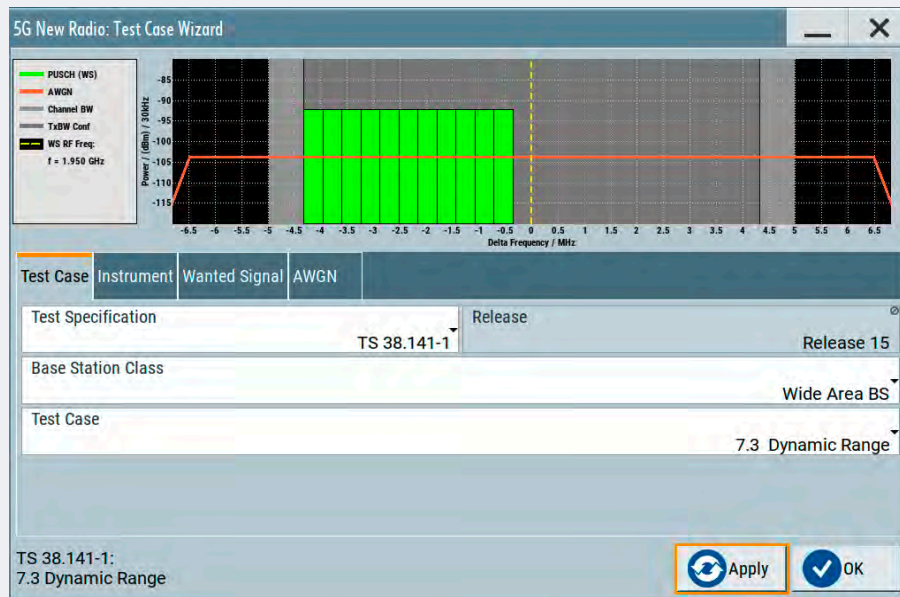 5G New Radio: Test Case Wizard
PUSCH (WS)
AWGN
Channel BW
TxBW Conf
WS RF Freq:
f = 1.950 GHz
Power / (dBm) / 30kHz
-85
-90
-95
-100
-105
-110
-115
-6.5 -6 -5.5 -5 -4.5 -4 -3.5 -3 -2.5 -2 -1.5 -1 -0.5 0 0.5 1 1.5 2 2.5 3 3.5 4 4.5 5 5.5 6 6.5
Delta Frequency / MHz
Test Case Instrument Wanted Signal AWGN
Test Specification
TS 38.141-1
Release
Release 15
Base Station Class
Wide Area BS
Test Case
7.3 Dynamic Range
TS 38.141-1:
7.3 Dynamic Range
Apply
OK